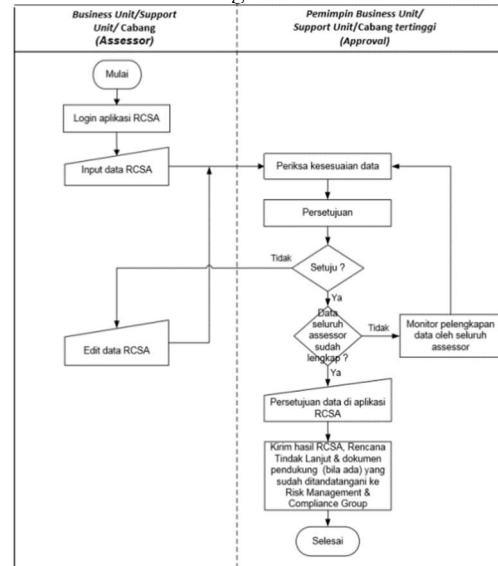 Business Unit/Support
Unit/ Cabang
(Assessor)
Pemimpin Business Unit/
Support Unit/Cabang tertinggi
(Approval)
Mulai
Login aplikasi RCSA
Input data RCSA
Periksa kesesuaian data
Persetujuan
Tidak
Setuju ?
Ya
Data
seluruh
assessor
sudah
lengkap ?
Tidak
Monitor pelengkapan
data oleh seluruh
assessor
Edit data RCSA
Ya
Persetujuan data di aplikasi
RCSA
Kirim hasil RCSA, Rencana
Tindak Lanjut & dokumen
pendukung (bila ada) yang
sudah ditandatangani ke
Risk Management &
Compliance Group
Selesai